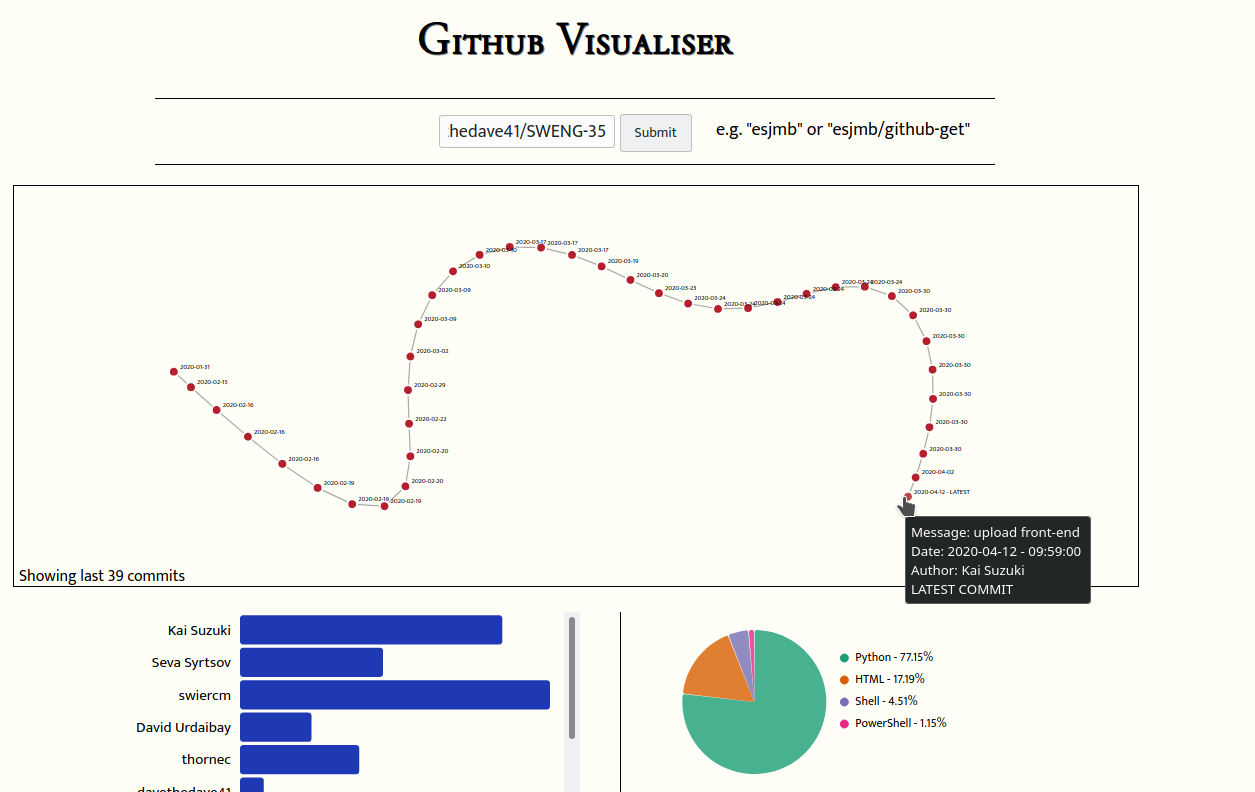 Github Visualiser
hedave41/SWENG-35
Submit
e.g. "esjmb" or "esjmb/github-get"
2020-01-31
2020-02-15
2020-02-16
2020-02-16
2020-02-16
2020-02-19
2020-02-19
2020-02-19
2020-02-20
2020-02-20
2020-02-22
2020-02-29
2020-03-02
2020-03-09
2020-03-09
2020-03-10
2020-03-17
2020-03-17
2020-03-17
2020-03-19
2020-03-20
2020-03-23
2020-03-24
2020-03-24
2020-03-24
2020-03-24
2020-03-24
2020-03-24
2020-03-24
2020-03-30
2020-03-30
2020-03-30
2020-03-30
2020-03-30
2020-03-30
2020-03-30
2020-04-02
2020-04-12 - LATEST
Message: upload front-end
Date: 2020-04-12 - 09:59:00
Author: Kai Suzuki
LATEST COMMIT
Showing last 39 commits
Kai Suzuki
Seva Syrtsov
swiercm
David Urdaibay
thornec
davethedave41
Python - 77.15%
HTML - 17.19%
Shell - 4.51%
PowerShell - 1.15%